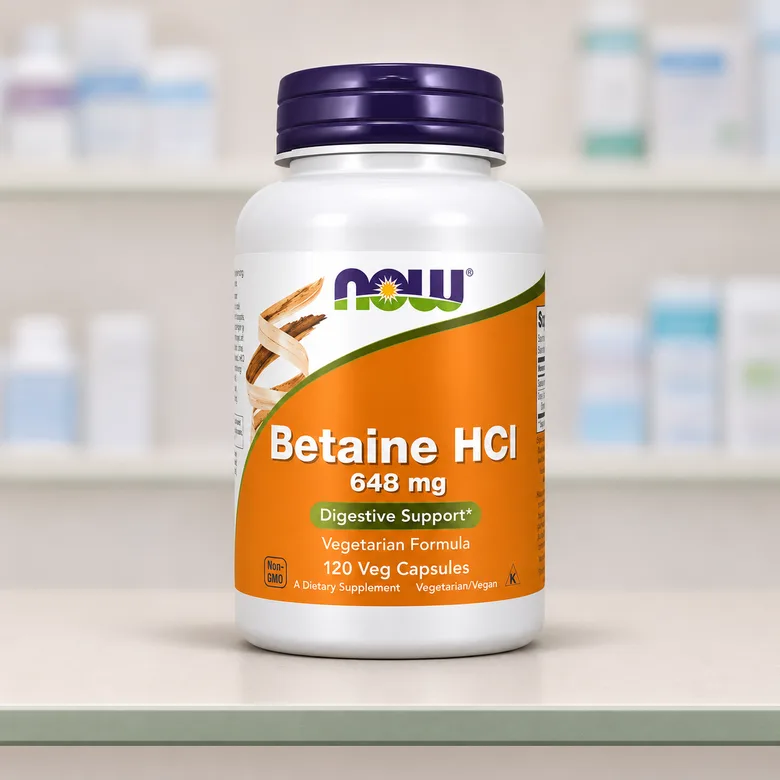 NOW®
Betaine HCl
648 mg
Digestive Support*
Vegetarian Formula
120 Veg Capsules
Non-
GMO
A Dietary Supplement Vegetarian/Vegan
K